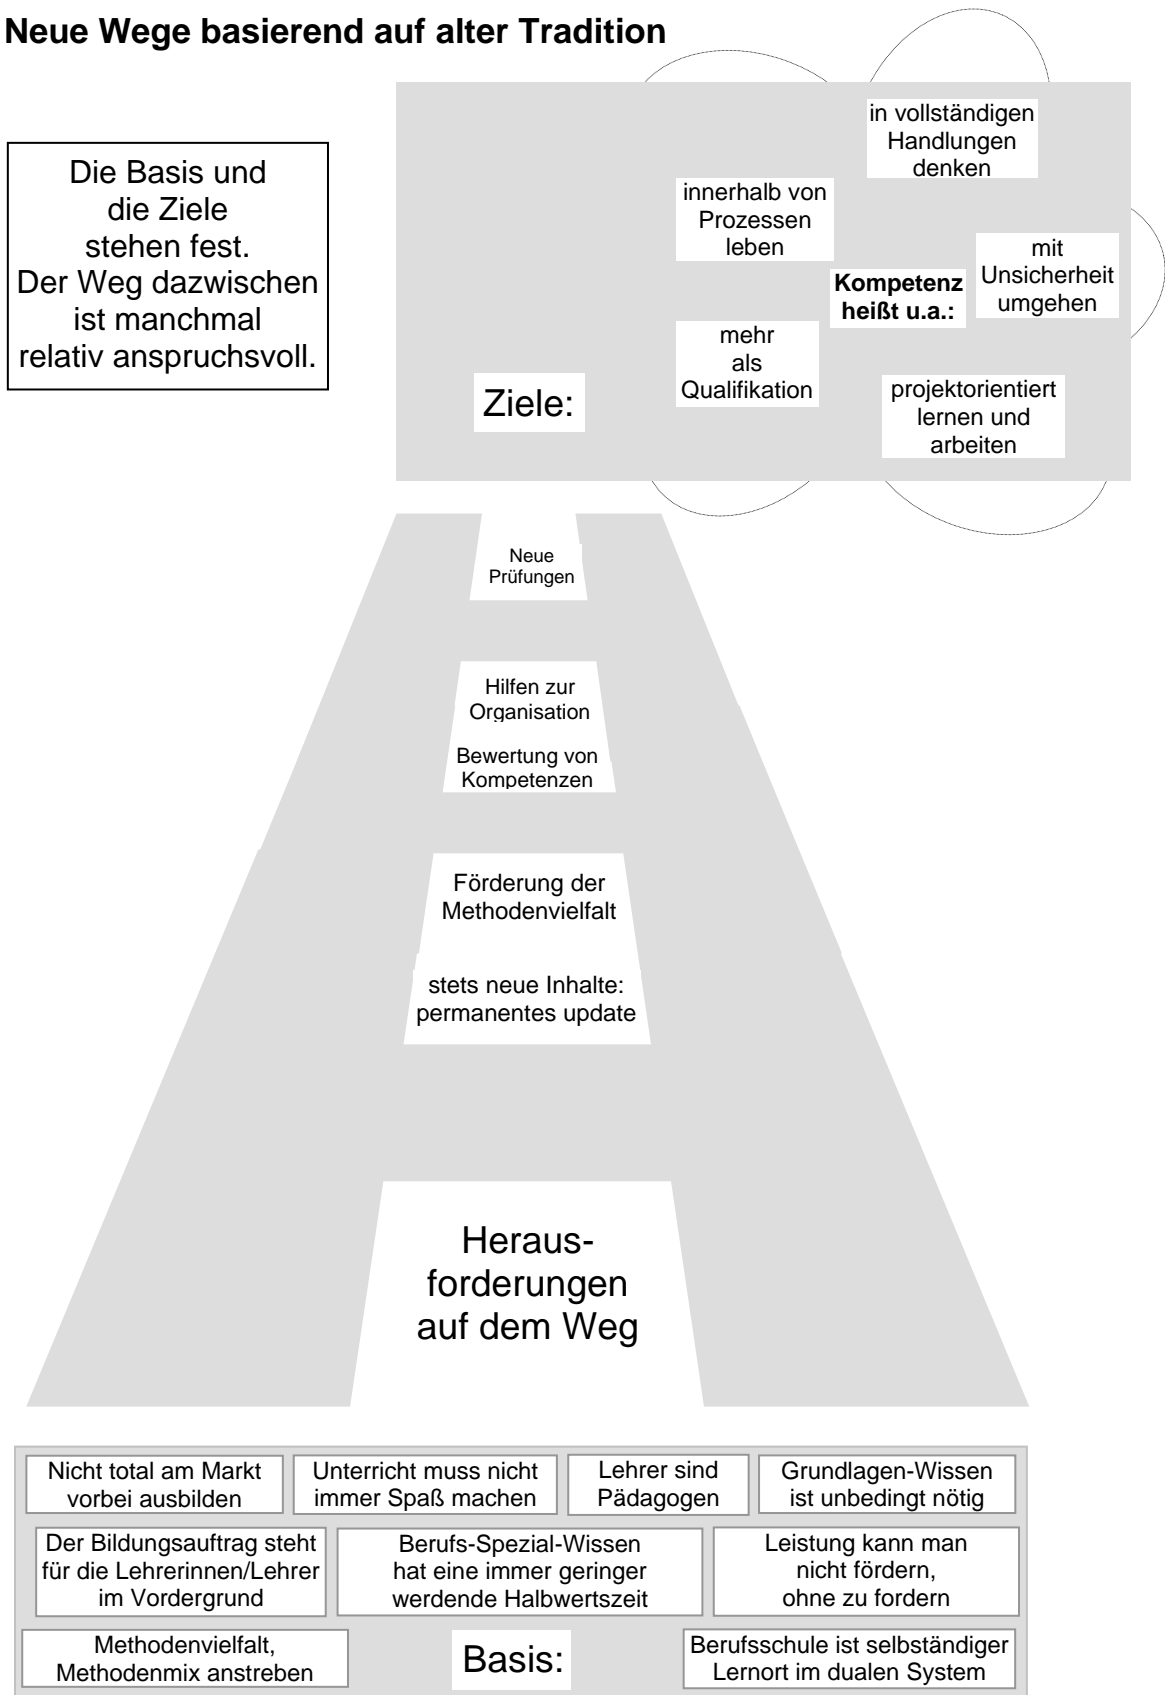 Neue Wege basierend auf alter Tradition
Die Basis und
die Ziele
stehen fest.
Der Weg dazwischen
ist manchmal
relativ anspruchsvoll.
in vollständigen
Handlungen
denken
innerhalb von
Prozessen
leben
mit
Unsicherheit
umgehen
Kompetenz
heißt u.a.:
mehr
als
Qualifikation
projektorientiert
lernen und
arbeiten
Ziele:
Neue
Prüfungen
Hilfen zur
Organisation
Bewertung von
Kompetenzen
Förderung der
Methodenvielfalt
stets neue Inhalte:
permanentes update
Heraus-
forderungen
auf dem Weg
Nicht total am Markt
vorbei ausbilden
Unterricht muss nicht
immer Spaß machen
Lehrer sind
Pädagogen
Grundlagen-Wissen
ist unbedingt nötig
Der Bildungsauftrag steht
für die Lehrerinnen/Lehrer
im Vordergrund
Berufs-Spezial-Wissen
hat eine immer geringer
werdende Halbwertszeit
Leistung kann man
nicht fördern,
ohne zu fordern
Methodenvielfalt,
Methodenmix anstreben
Basis:
Berufsschule ist selbständiger
Lernort im dualen System